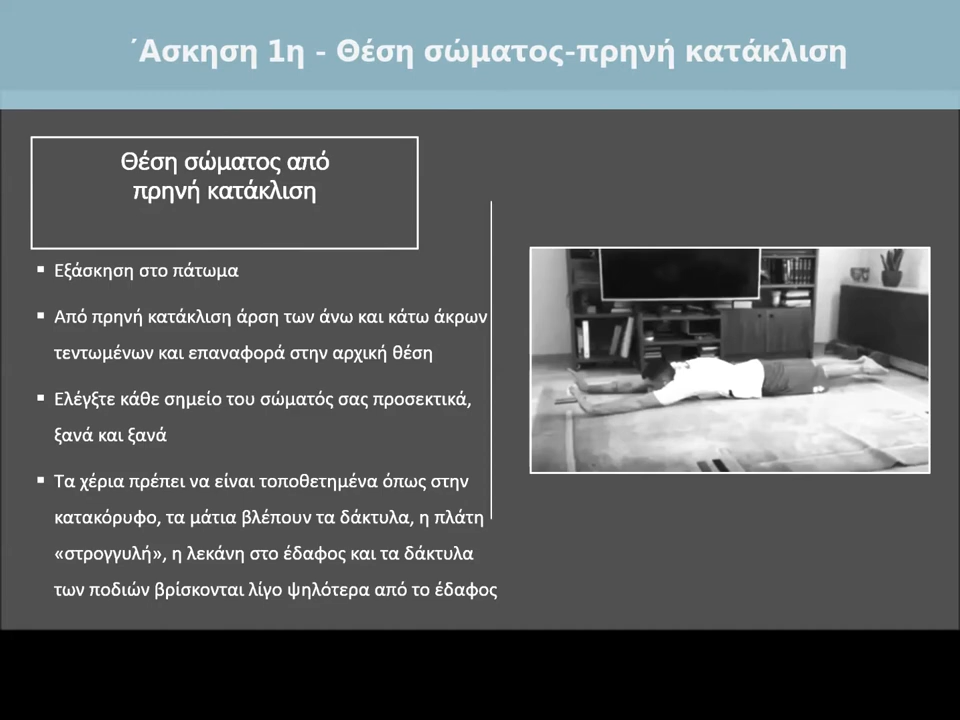 ΄Άσκηση 1η - Θέση σώματος-πρηνή κατάκλιση
Θέση σώματος από
πρηνή κατάκλιση
▪ Εξάσκηση στο πάτωμα
▪ Από πρηνή κατάκλιση άρση των άνω και κάτω άκρων
τεντωμένων και επαναφορά στην αρχική θέση
▪ Ελέγξτε κάθε σημείο του σώματός σας προσεκτικά,
ξανά και ξανά
▪ Τα χέρια πρέπει να είναι τοποθετημένα όπως στην
κατακόρυφο, τα μάτια βλέπουν τα δάκτυλα, η πλάτη
«στρογγυλή», η λεκάνη στο έδαφος και τα δάκτυλα
των ποδιών βρίσκονται λίγο ψηλότερα από το έδαφος